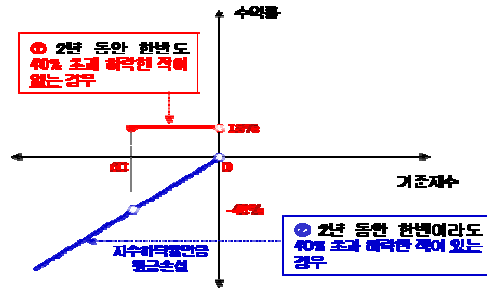 수익률
① 2년 동안 한번도
40% 초과 하락한 적이
없는 경우
60
0
기준지수
-40%
지수하락률만큼
원금손실
② 2년 동안 한번이라도
40% 초과 하락한 적이 있는
경우